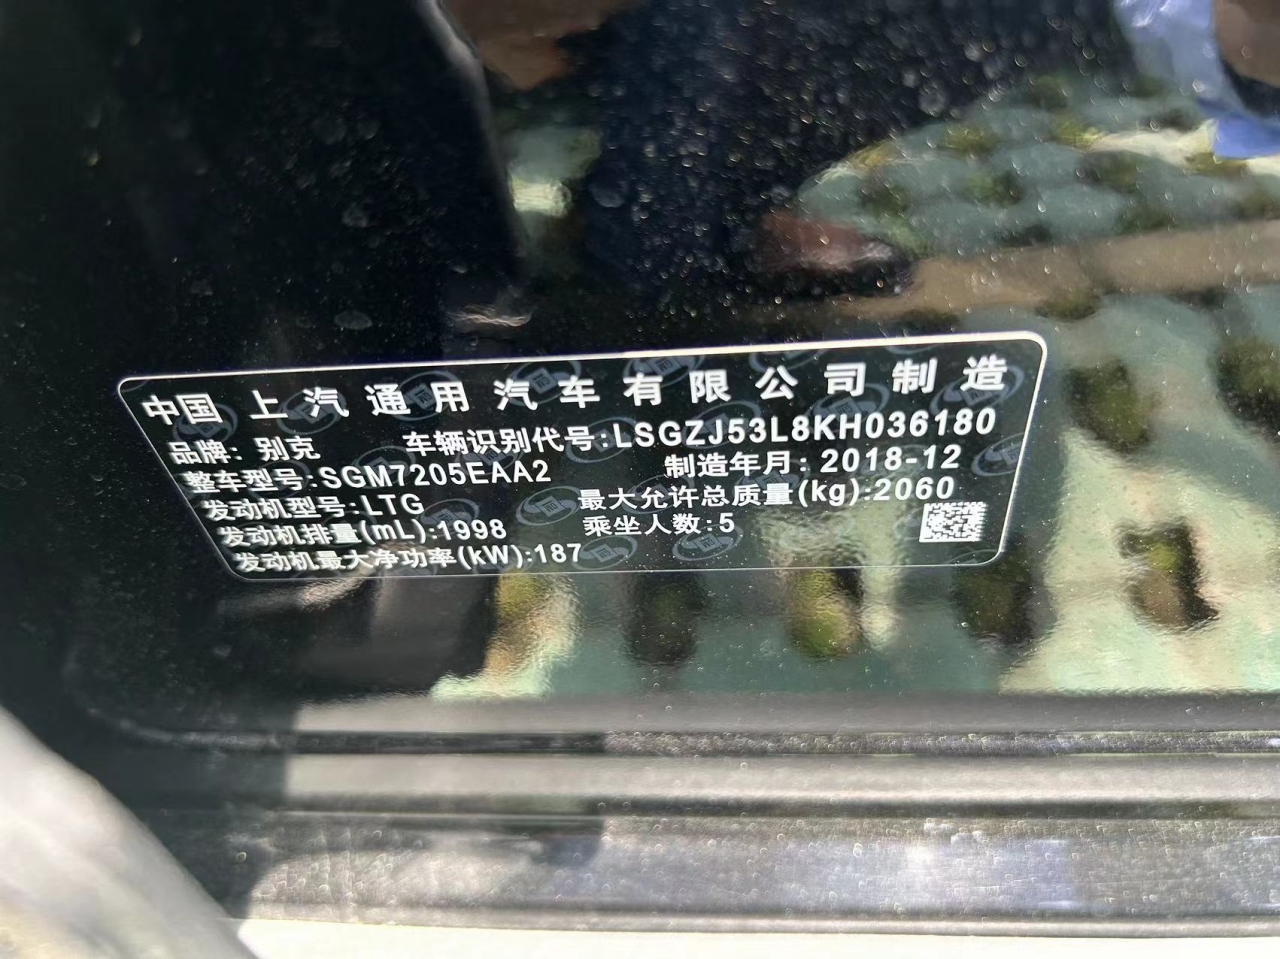 中国 上汽通用汽车有限公司制造
品牌: 别克 车辆识别代号:LSGZJ53L8KH036180
整车型号:SGM7205EAA2 制造年月: 2018-12
发动机型号:LTG 最大允许总质量(kg):2060
发动机排量(mL):1998 乘坐人数:5
发动机最大净功率(kW):187